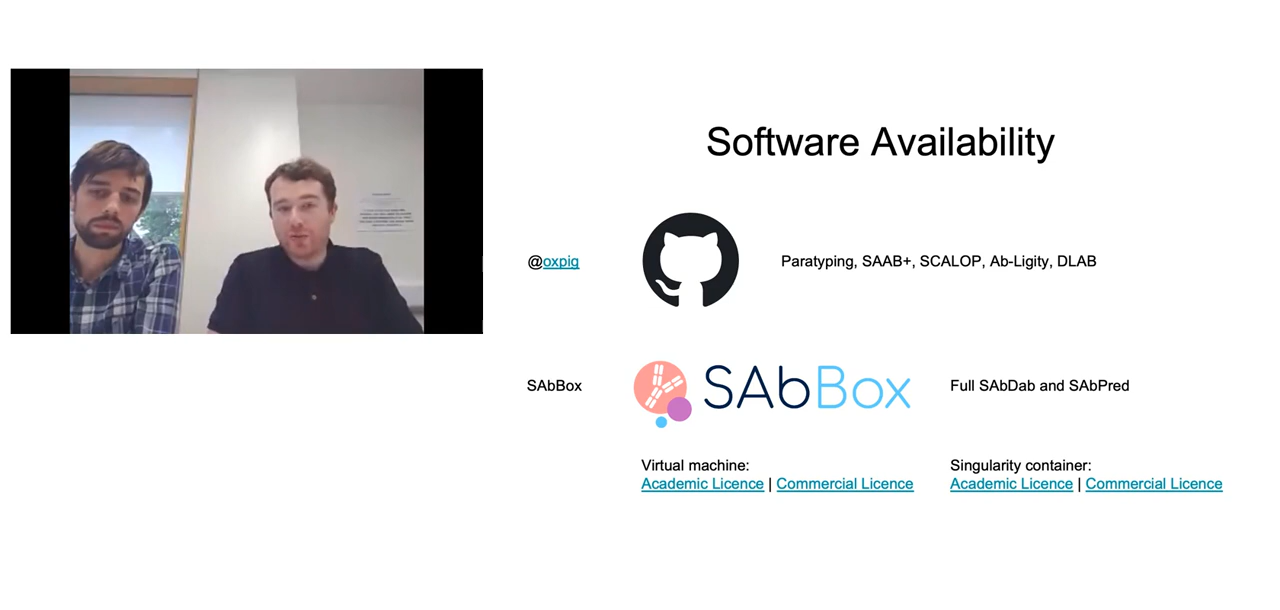 Software Availability
@oxpig
Paratyping, SAAB+, SCALOP, Ab-Ligity, DLAB
SAbBox
SAbBox
Full SAbDab and SAbPred
Virtual machine:
Academic Licence | Commercial Licence
Singularity container:
Academic Licence | Commercial Licence